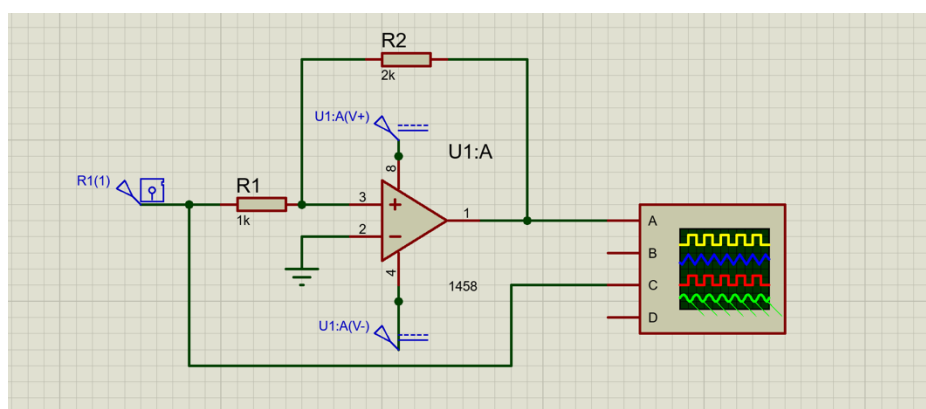 R2
2k
U1:A(V+)
U1:A
8
R1(1)
R1
1k
3
+
1
2
−
4
1458
U1:A(V-)
A
B
C
D